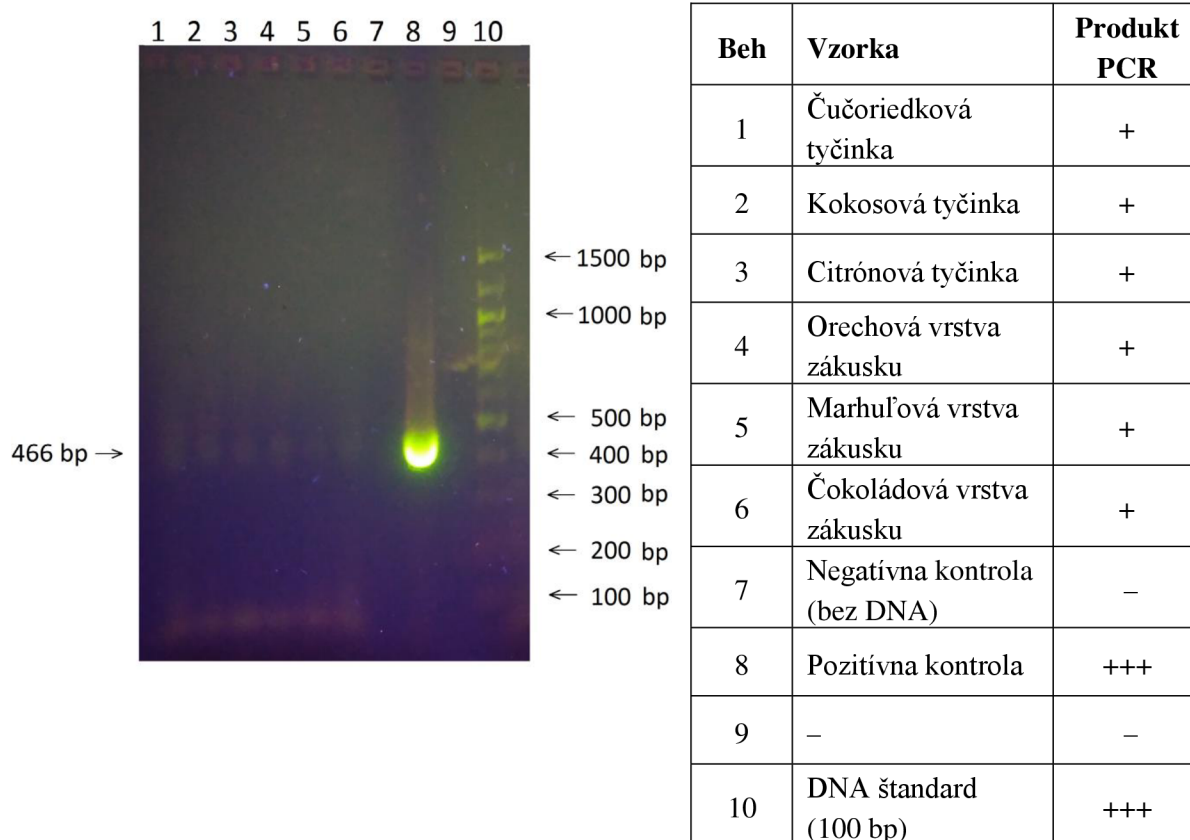 1 2 3 4 5 6 7 8 9 10
← 1500 bp
← 1000 bp
← 500 bp
466 bp →
← 400 bp
← 300 bp
← 200 bp
← 100 bp
Beh Vzorka Produkt
PCR
1 Čučoriedková
tyčinka +
2 Kokosová tyčinka +
3 Citrónová tyčinka +
4 Orechová vrstva
zákusku +
5 Marhuľová vrstva
zákusku +
6 Čokoládová vrstva
zákusku +
7 Negatívna kontrola
(bez DNA) –
8 Pozitívna kontrola +++
9 – –
10 DNA štandard
(100 bp) +++